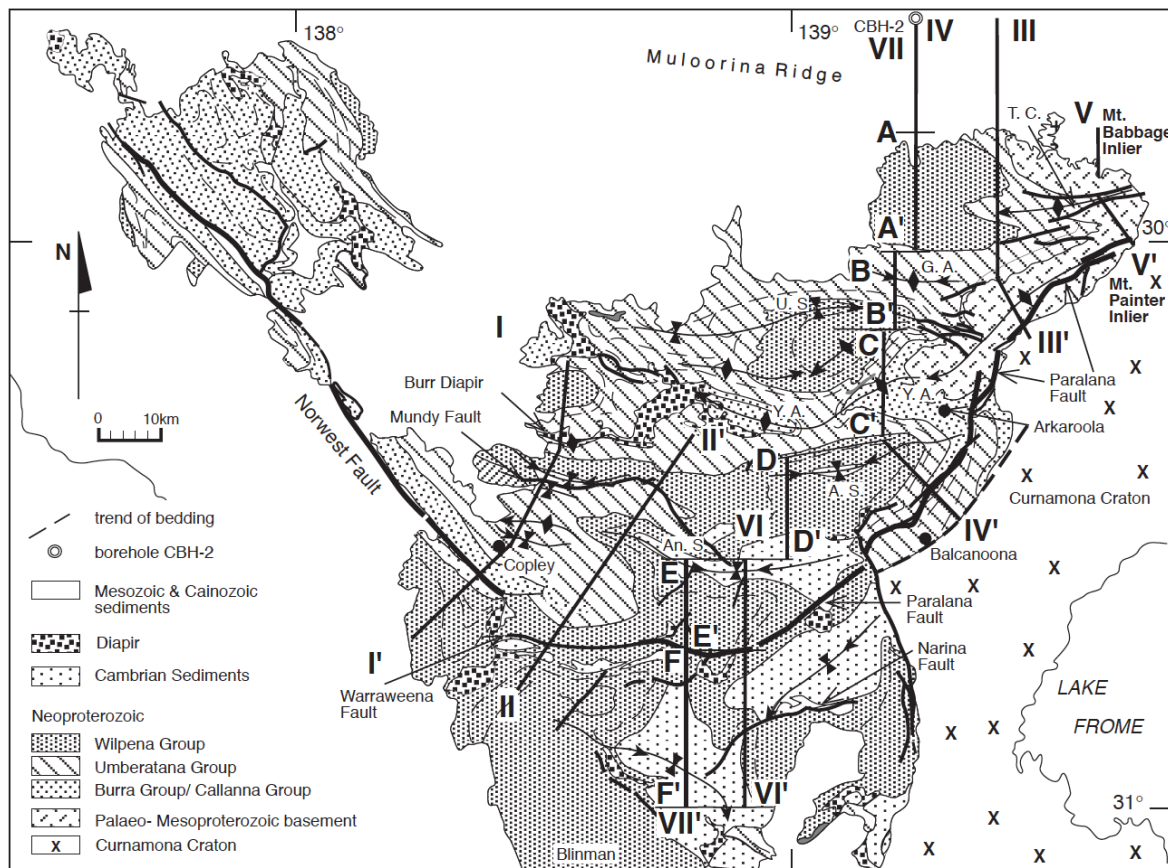 138°
139°
CBH-2
IV
III
VII
Muloorina Ridge
T. C.
V
Mt.
Babbage
Inlier
A
A'
30°
N
B
G. A.
V'
Mt.
Painter
Inlier
X
U. S.
B'
I
C
III'
X
X
Burr Diapir
Mundy Fault
Paralana
Fault
Y. A.
Y. A.
X
0 10km
Norwest Fault
II'
C'
Arkaroola
X
D
A. S.
X
X
Curnamona Craton
trend of bedding
VI
IV'
borehole CBH-2
An. S.
D'
Balcanoona
Copley
E
X
Mesozoic & Cainozoic
sediments
X
X
Paralana
Fault
Diapir
E'
X
Narina
Fault
Cambrian Sediments
I'
F
X
Warraweena
Fault
II
LAKE
FROME
Neoproterozoic
X
X
Wilpena Group
Umberatana Group
Burra Group/ Callanna Group
F'
VI'
X
31°
Palaeo- Mesoproterozoic basement
VII'
X
X Curnamona Craton
Blinman
X
X
X